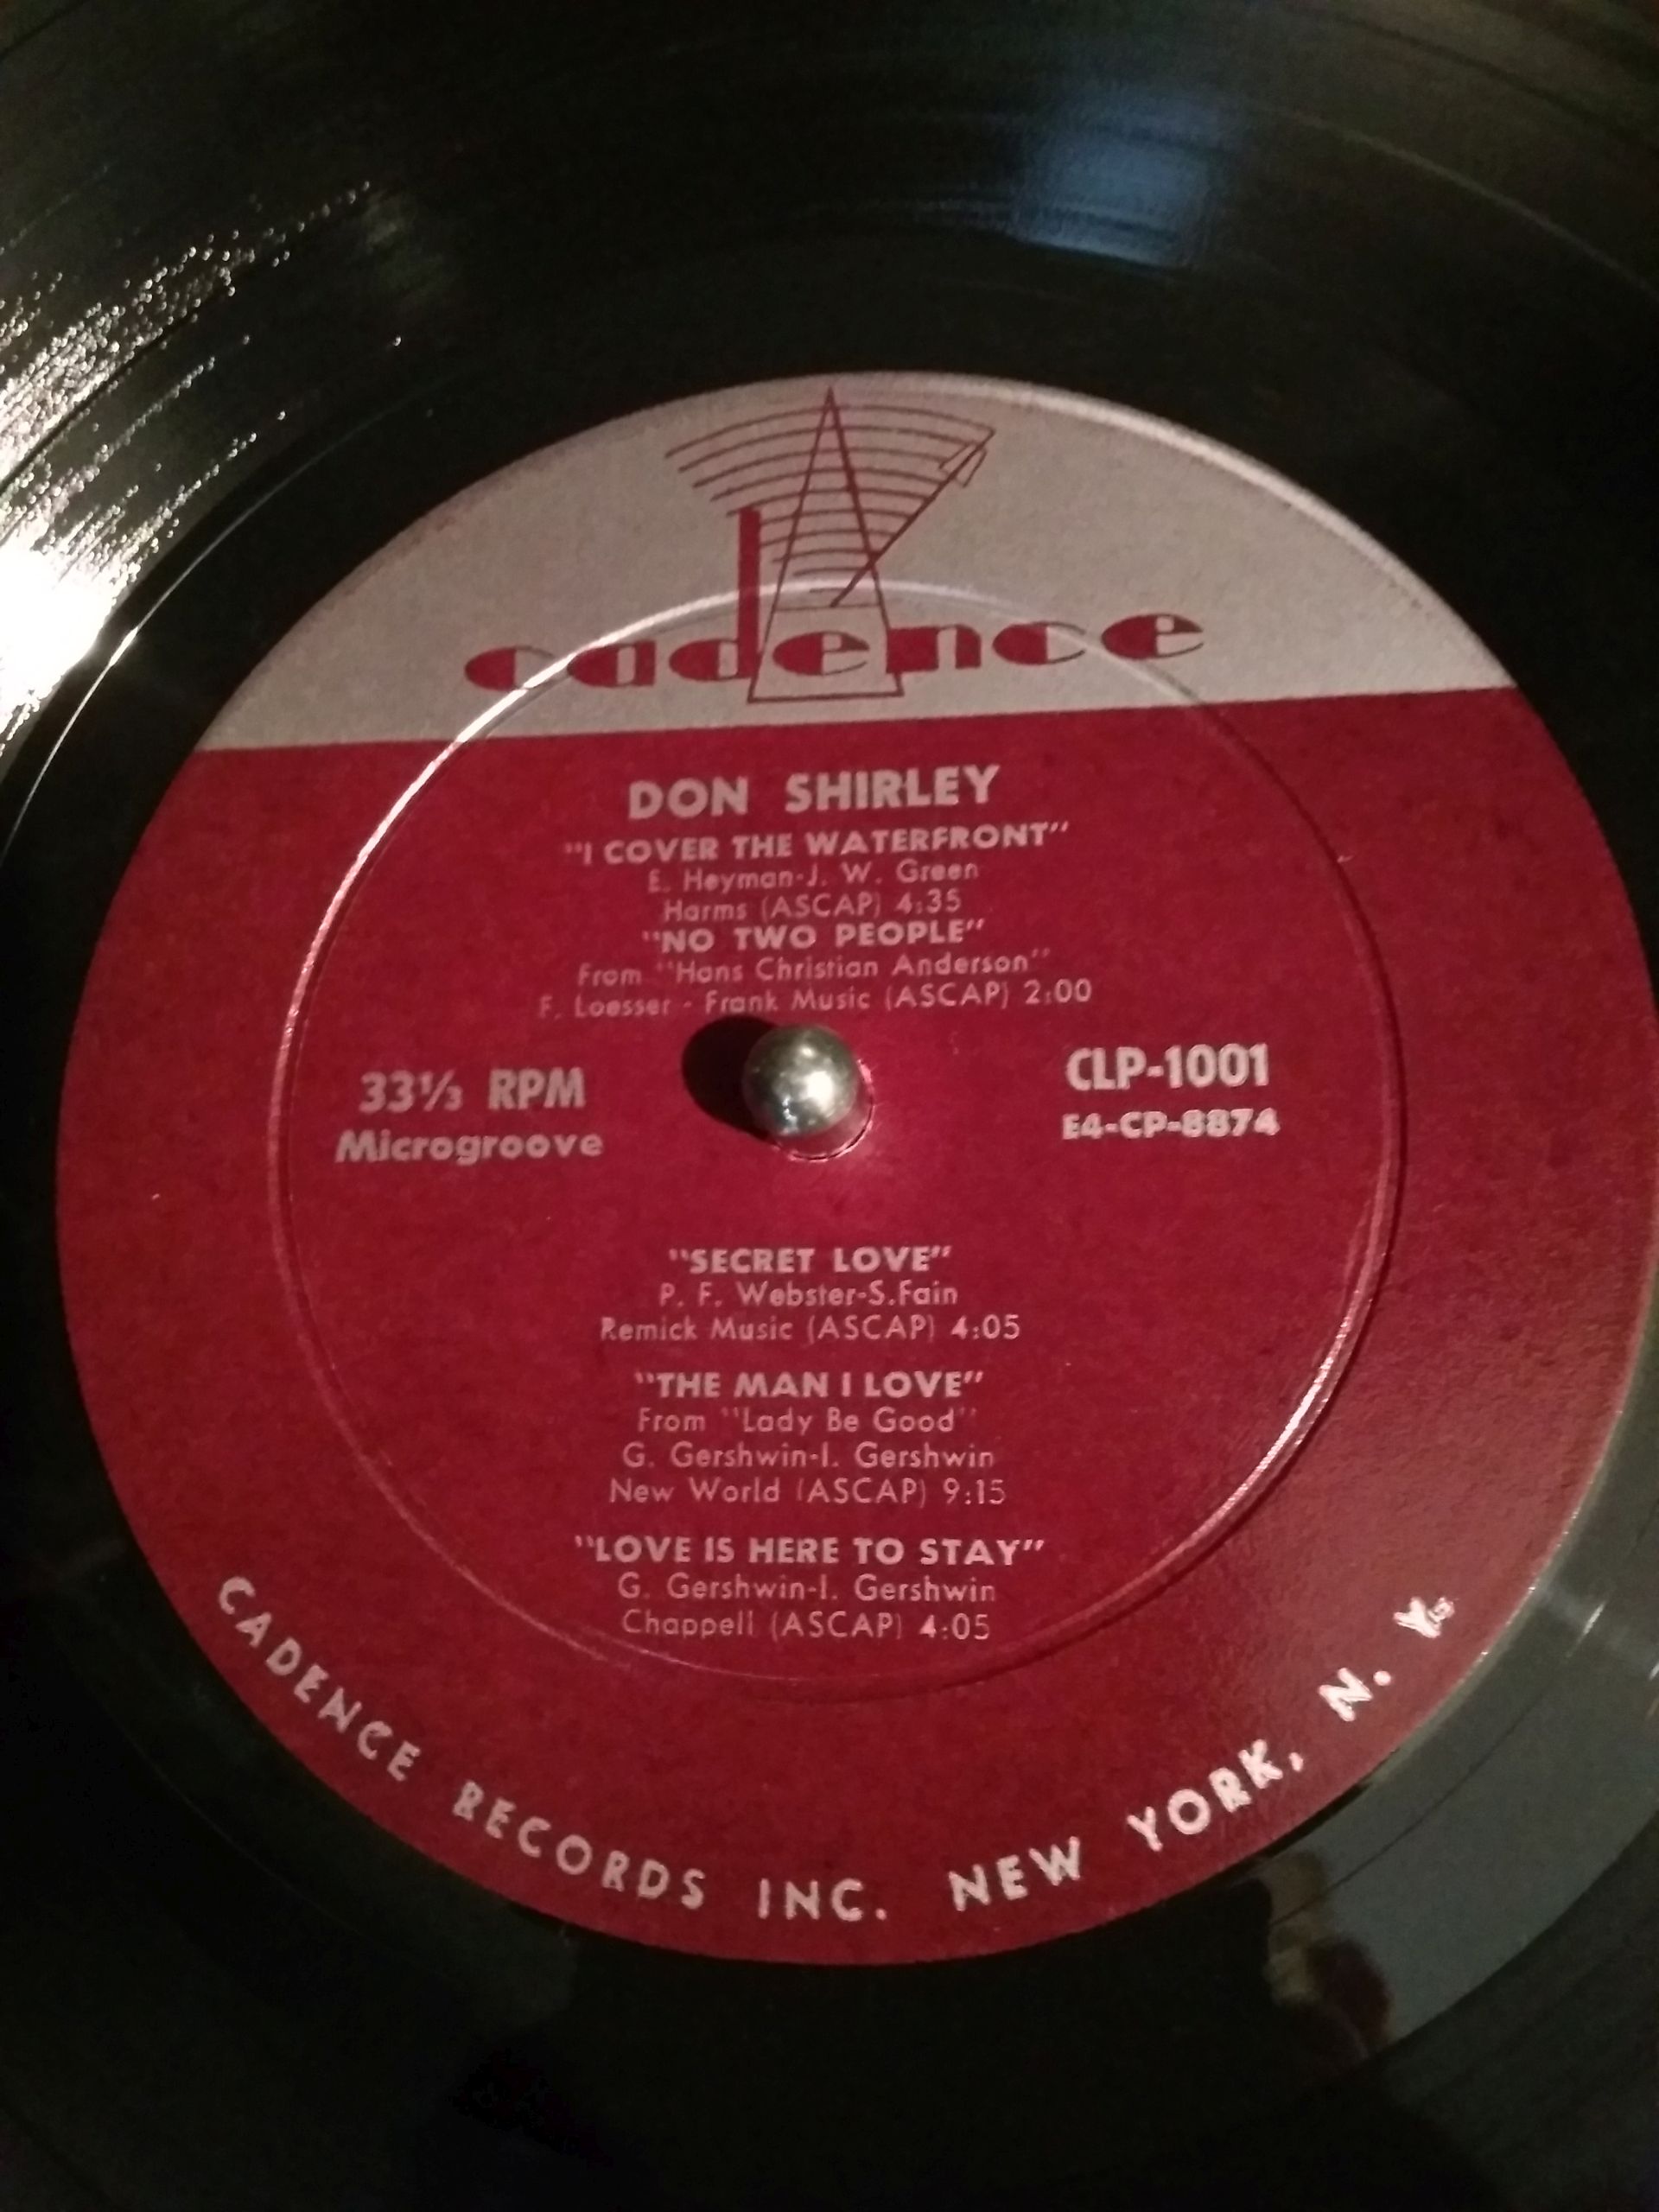 cadence
DON SHIRLEY
"I COVER THE WATERFRONT"
E. Heyman-J. W. Green
Harms (ASCAP) 4:35
"NO TWO PEOPLE"
From "Hans Christian Anderson"
F. Loesser - Frank Music (ASCAP) 2:00
33⅓ RPM
Microgroove
CLP-1001
E4-CP-8874
"SECRET LOVE"
P. F. Webster-S.Fain
Remick Music (ASCAP) 4:05
"THE MAN I LOVE"
From "Lady Be Good"
G. Gershwin-I. Gershwin
New World (ASCAP) 9:15
"LOVE IS HERE TO STAY"
G. Gershwin-I. Gershwin
Chappell (ASCAP) 4:05
CADENCE RECORDS INC. NEW YORK, N. Y.